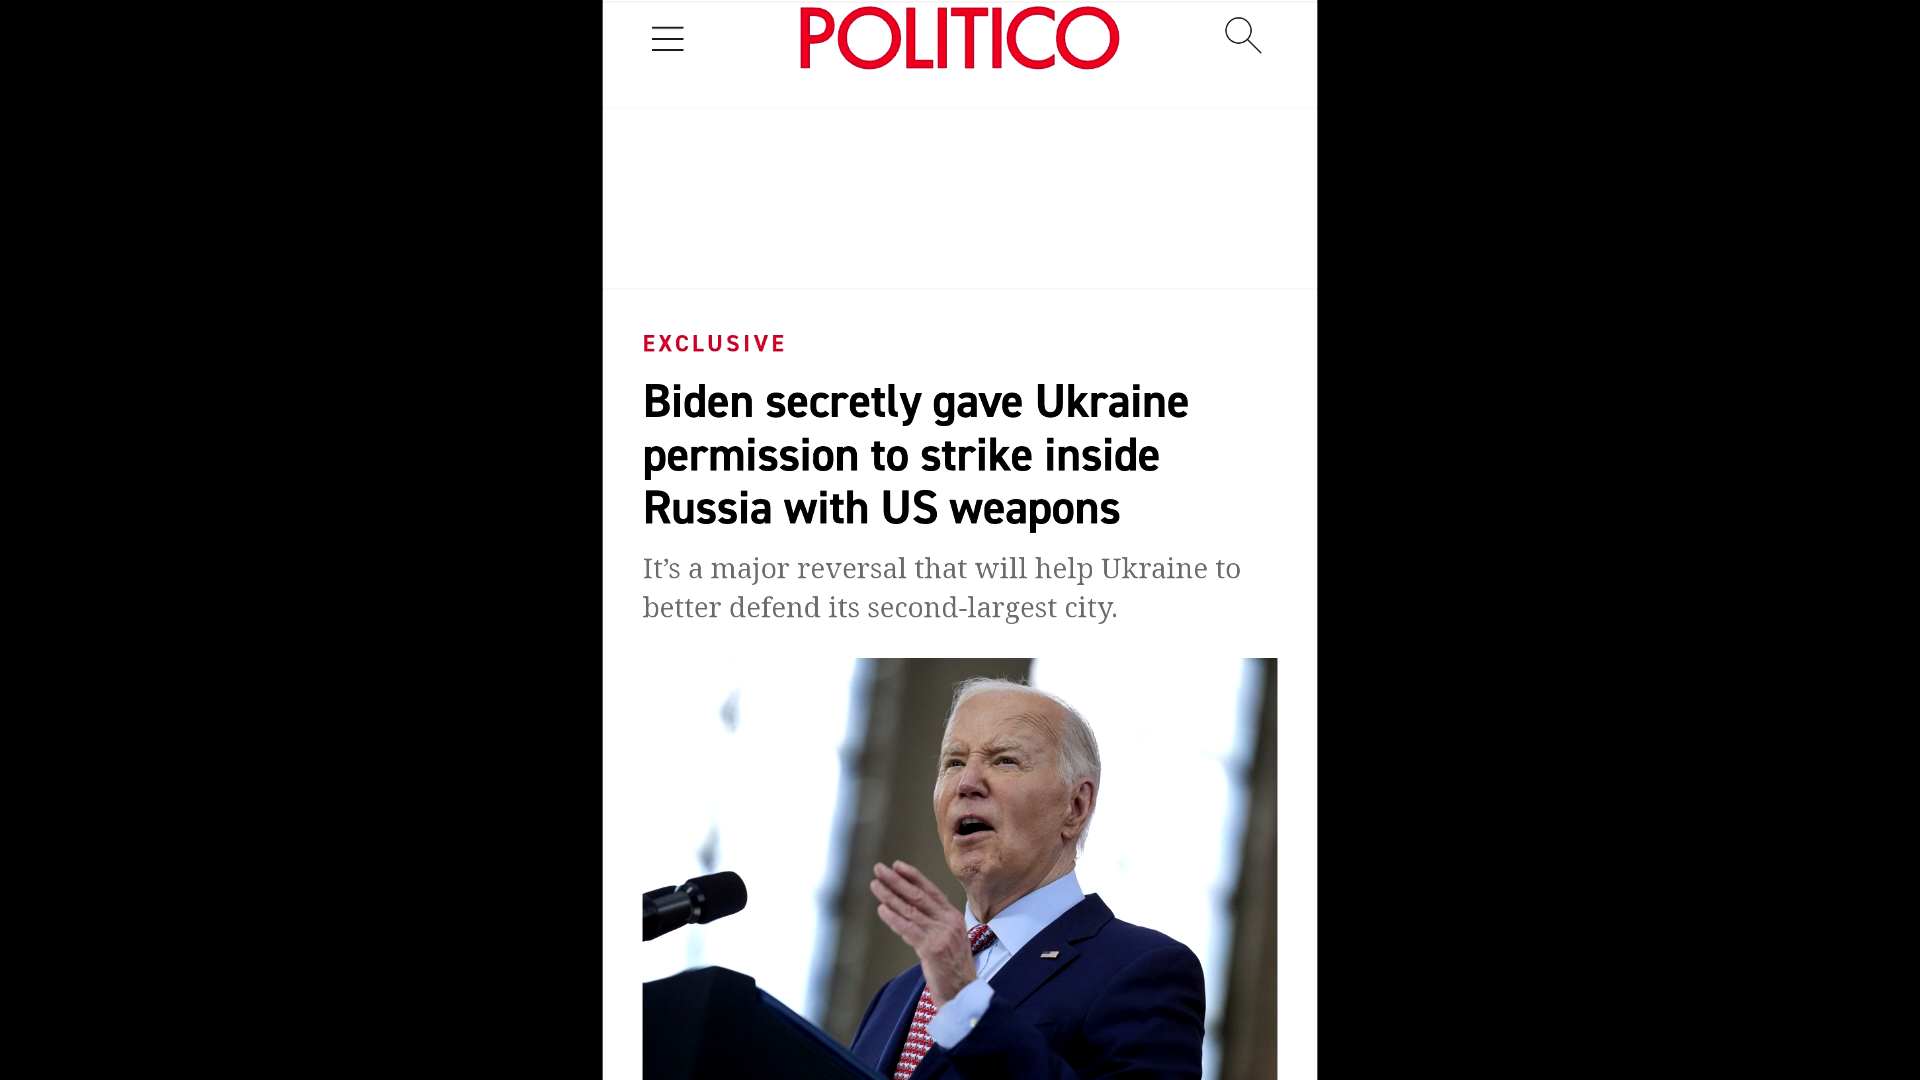 POLITICO
EXCLUSIVE
Biden secretly gave Ukraine
permission to strike inside
Russia with US weapons
It’s a major reversal that will help Ukraine to
better defend its second-largest city.